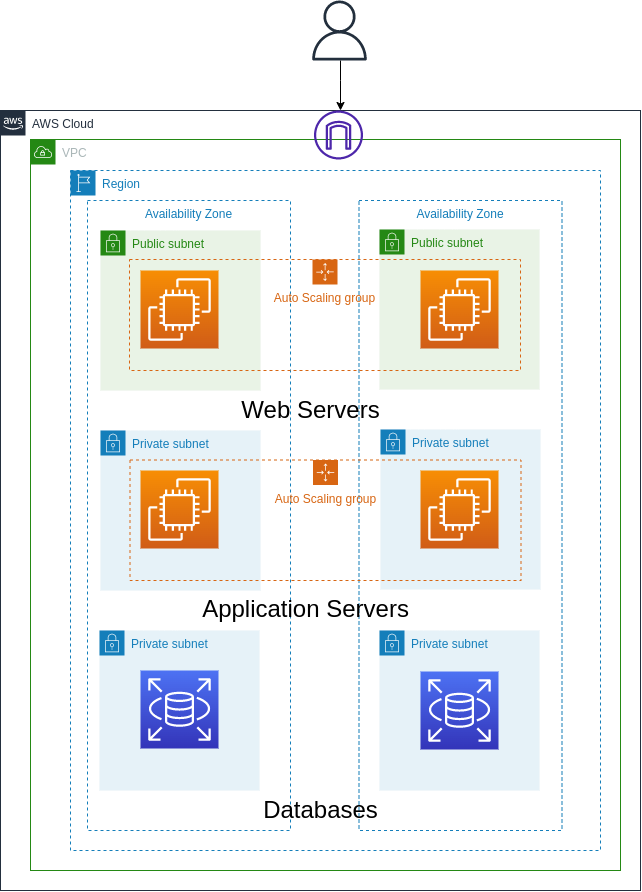 aws
AWS Cloud
VPC
Region
Availability Zone
Availability Zone
Public subnet
Public subnet
Auto Scaling group
Web Servers
Private subnet
Private subnet
Auto Scaling group
Application Servers
Private subnet
Private subnet
Databases